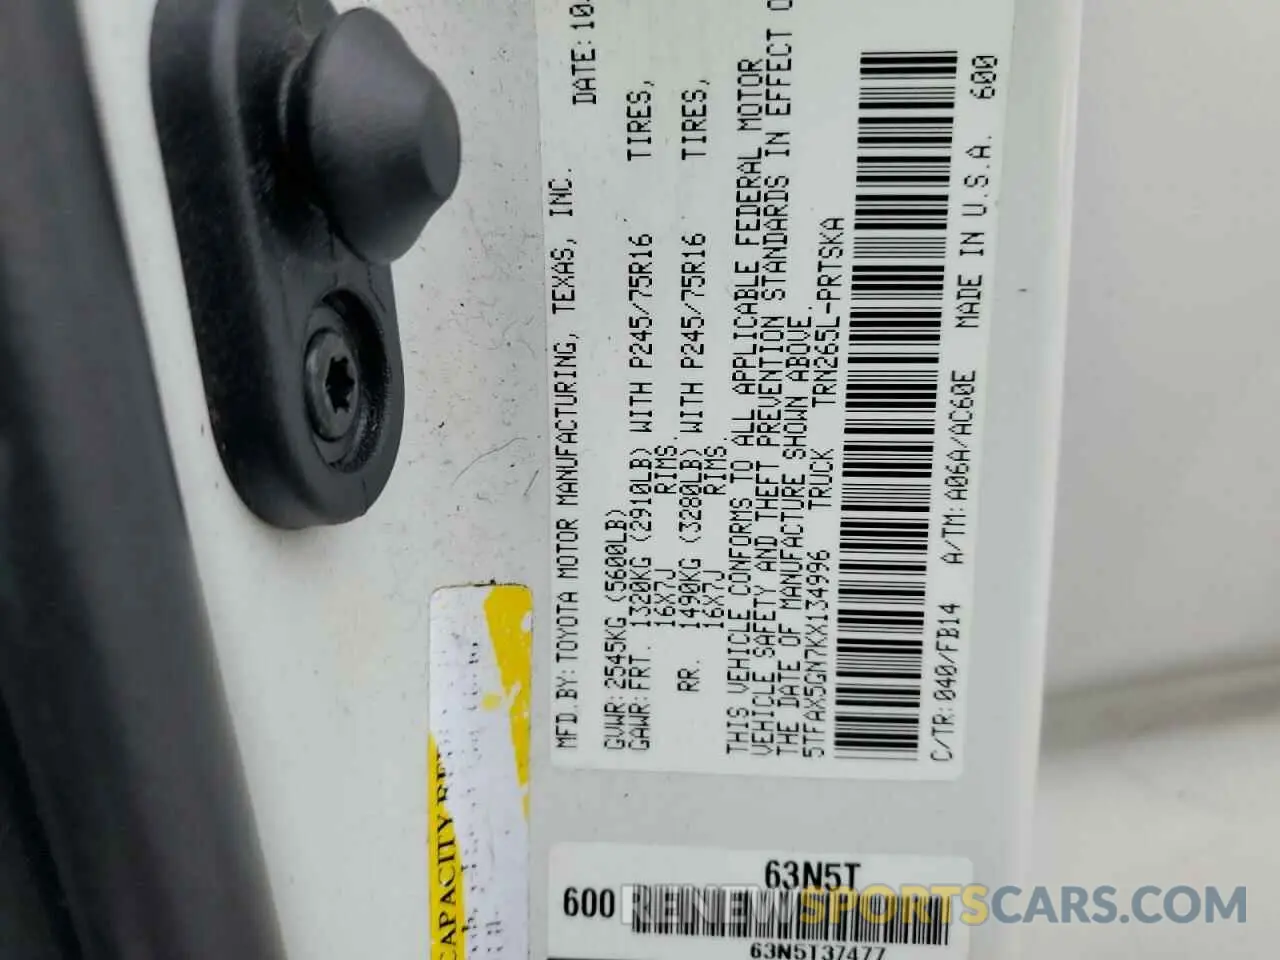 MFD.BY:TOYOTA MOTOR MANUFACTURING, TEXAS, INC. DATE:10
GVWR:2545KG (5600LB)
GAWR:FRT. 1320KG (2910LB) WITH P245/75R16 TIRES,
16X7J RIMS.
RR. 1490KG (3280LB) WITH P245/75R16 TIRES,
16X7J RIMS.
THIS VEHICLE CONFORMS TO ALL APPLICABLE FEDERAL MOTOR
VEHICLE SAFETY AND THEFT PREVENTION STANDARDS IN EFFECT O
THE DATE OF MANUFACTURE SHOWN ABOVE.
5TFAX5GN7KX134996 TRUCK TRN265L-PRTSKA
C/TR:040/FB14 A/TM:A06A/AC60E MADE IN U.S.A. 600
CAPACITY
63N5T
600
63N5T37477
RENEWSPORTSCARS.COM